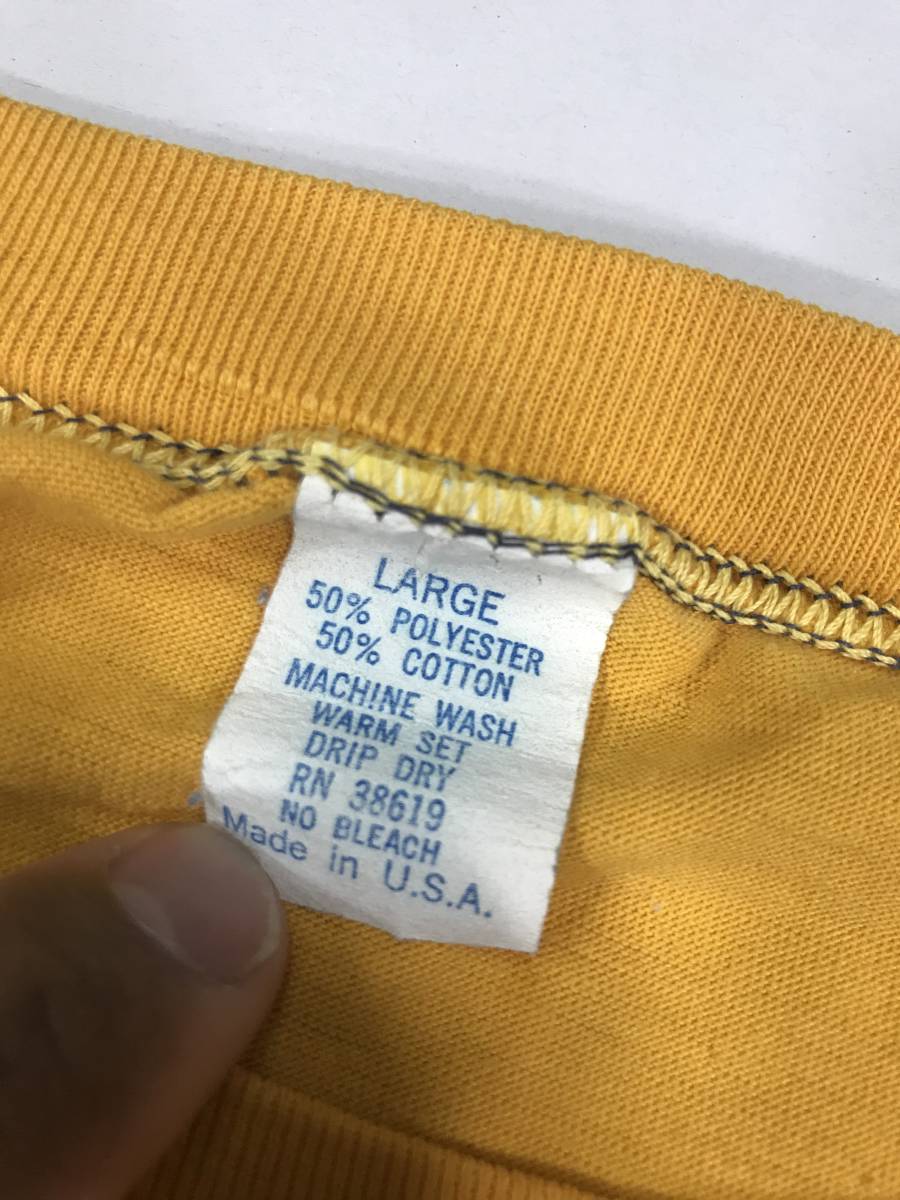 LARGE
50% POLYESTER
50% COTTON
MACHINE WASH
WARM SET
DRIP DRY
RN 38619
NO BLEACH
Made in U.S.A.